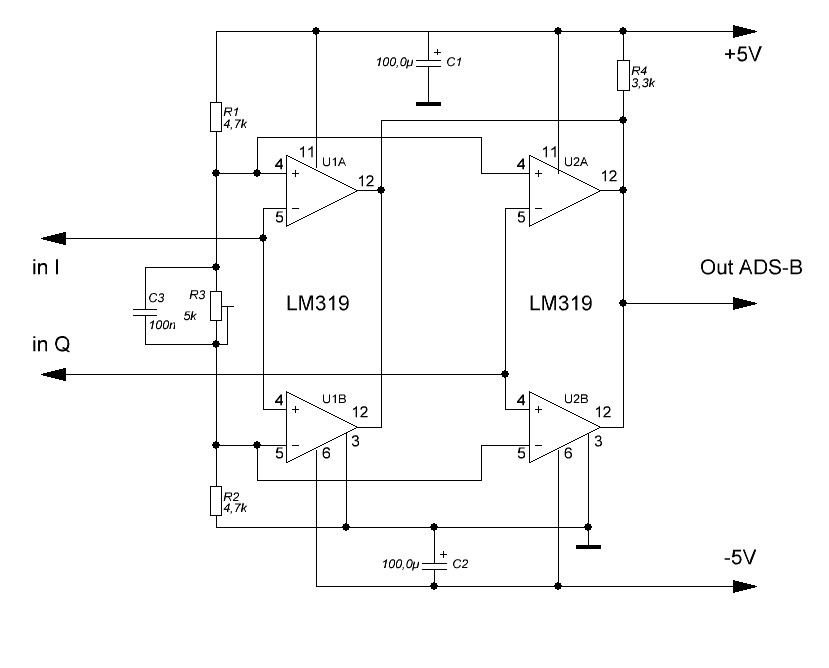 +5V
+
100,0µ
C1
R4
3,3k
R1
4,7k
11
4
+
U1A
12
−
5
11
4
+
U2A
12
−
5
in I
Out ADS-B
C3
100n
R3
5k
LM319
LM319
in Q
4
+
U1B
12
−
5
6
3
4
+
U2B
12
−
5
6
3
R2
4,7k
+
100,0µ
C2
-5V